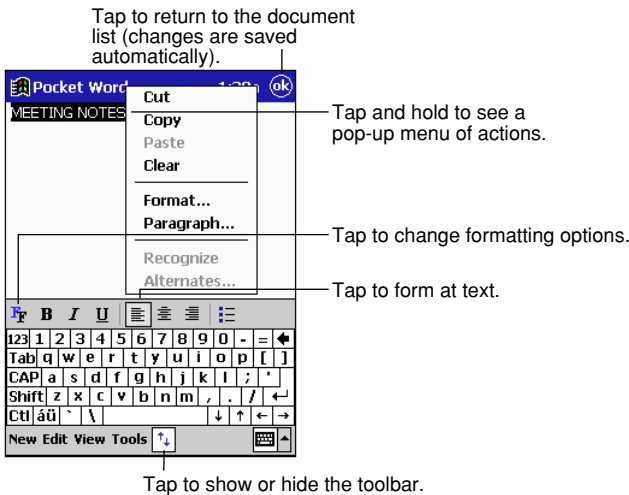 Tap to return to the document
list (changes are saved
automatically).
Pocket Word
ok
MEETING NOTES
Cut
Copy
Paste
Clear
Format...
Paragraph...
Recognize
Alternates...
Tap and hold to see a
pop-up menu of actions.
Tap to change formatting options.
Tap to form at text.
B I U
123 1 2 3 4 5 6 7 8 9 0 - =
Tab q w e r t y u i o p [ ]
CAP a s d f g h j k l ; '
Shift z x c v b n m , . /
Ctl áü ` \ ↓ ↑ ← →
New Edit View Tools
Tap to show or hide the toolbar.